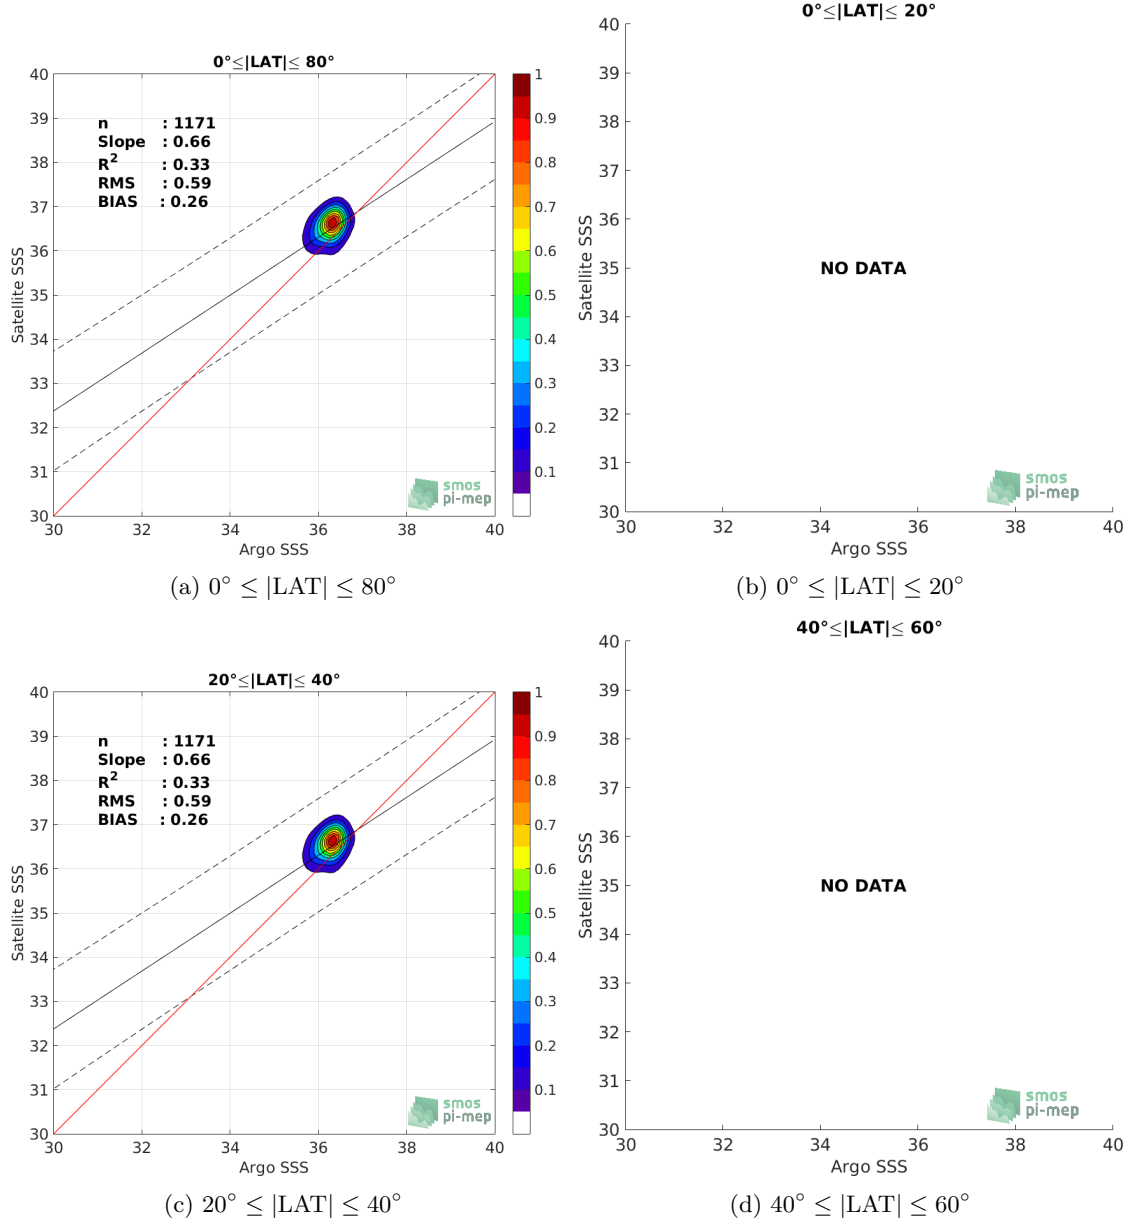 0°≤|LAT|≤ 80°
40
39
38
37
36
35
34
33
32
31
30
Satellite SSS
n : 1171
Slope : 0.66
R² : 0.33
RMS : 0.59
BIAS : 0.26
1
0.9
0.8
0.7
0.6
0.5
0.4
0.3
0.2
0.1
smos
pi-mep
30 32 34 36 38 40
Argo SSS
(a) 0° ≤ |LAT| ≤ 80°
0°≤|LAT|≤ 20°
40
39
38
37
36
35
34
33
32
31
30
Satellite SSS
NO DATA
smos
pi-mep
30 32 34 36 38 40
Argo SSS
(b) 0° ≤ |LAT| ≤ 20°
20°≤|LAT|≤ 40°
40
39
38
37
36
35
34
33
32
31
30
Satellite SSS
n : 1171
Slope : 0.66
R² : 0.33
RMS : 0.59
BIAS : 0.26
1
0.9
0.8
0.7
0.6
0.5
0.4
0.3
0.2
0.1
smos
pi-mep
30 32 34 36 38 40
Argo SSS
(c) 20° ≤ |LAT| ≤ 40°
40°≤|LAT|≤ 60°
40
39
38
37
36
35
34
33
32
31
30
Satellite SSS
NO DATA
smos
pi-mep
30 32 34 36 38 40
Argo SSS
(d) 40° ≤ |LAT| ≤ 60°